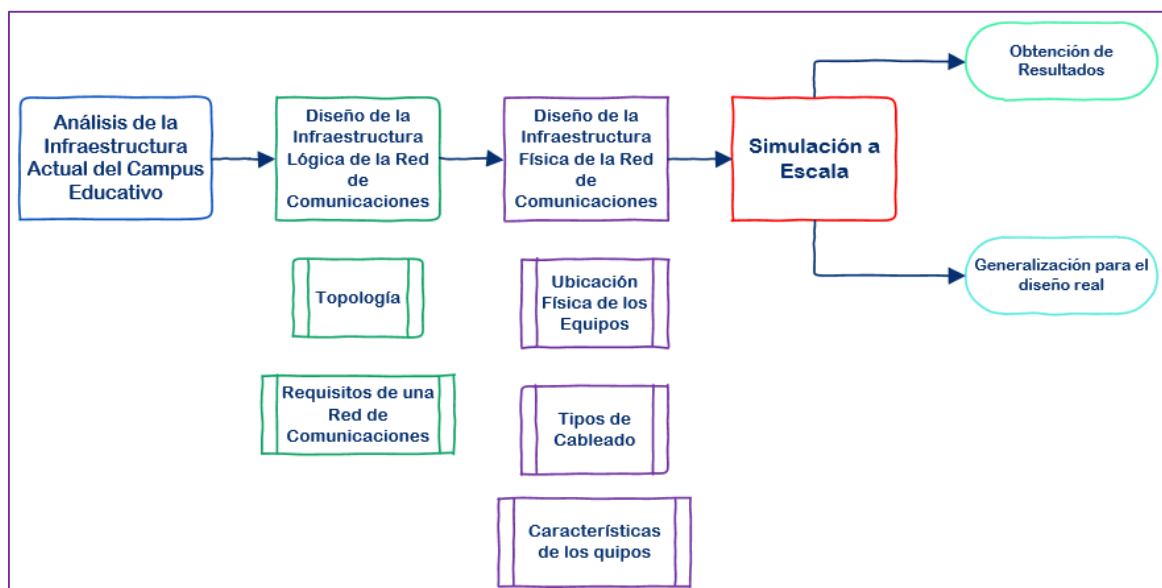 Análisis de la
Infraestructura
Actual del Campus
Educativo
Diseño de la
Infraestructura
Lógica de la Red
de
Comunicaciones
Diseño de la
Infraestructura
Física de la Red
de
Comunicaciones
Simulación a
Escala
Obtención de
Resultados
Generalización para el
diseño real
Topología
Requisitos de una
Red de
Comunicaciones
Ubicación
Física de los
Equipos
Tipos de
Cableado
Características
de los quipos